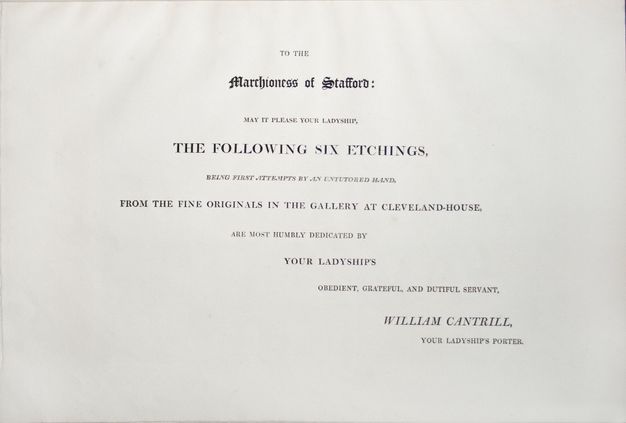 TO THE
Marchioness of Stafford:
MAY IT PLEASE YOUR LADYSHIP,
THE FOLLOWING SIX ETCHINGS,
BEING FIRST ATTEMPTS BY AN UNTUTORED HAND,
FROM THE FINE ORIGINALS IN THE GALLERY AT CLEVELAND-HOUSE,
ARE MOST HUMBLY DEDICATED BY
YOUR LADYSHIP'S
OBEDIENT, GRATEFUL, AND DUTIFUL SERVANT,
WILLIAM CANTRILL,
YOUR LADYSHIP'S PORTER.